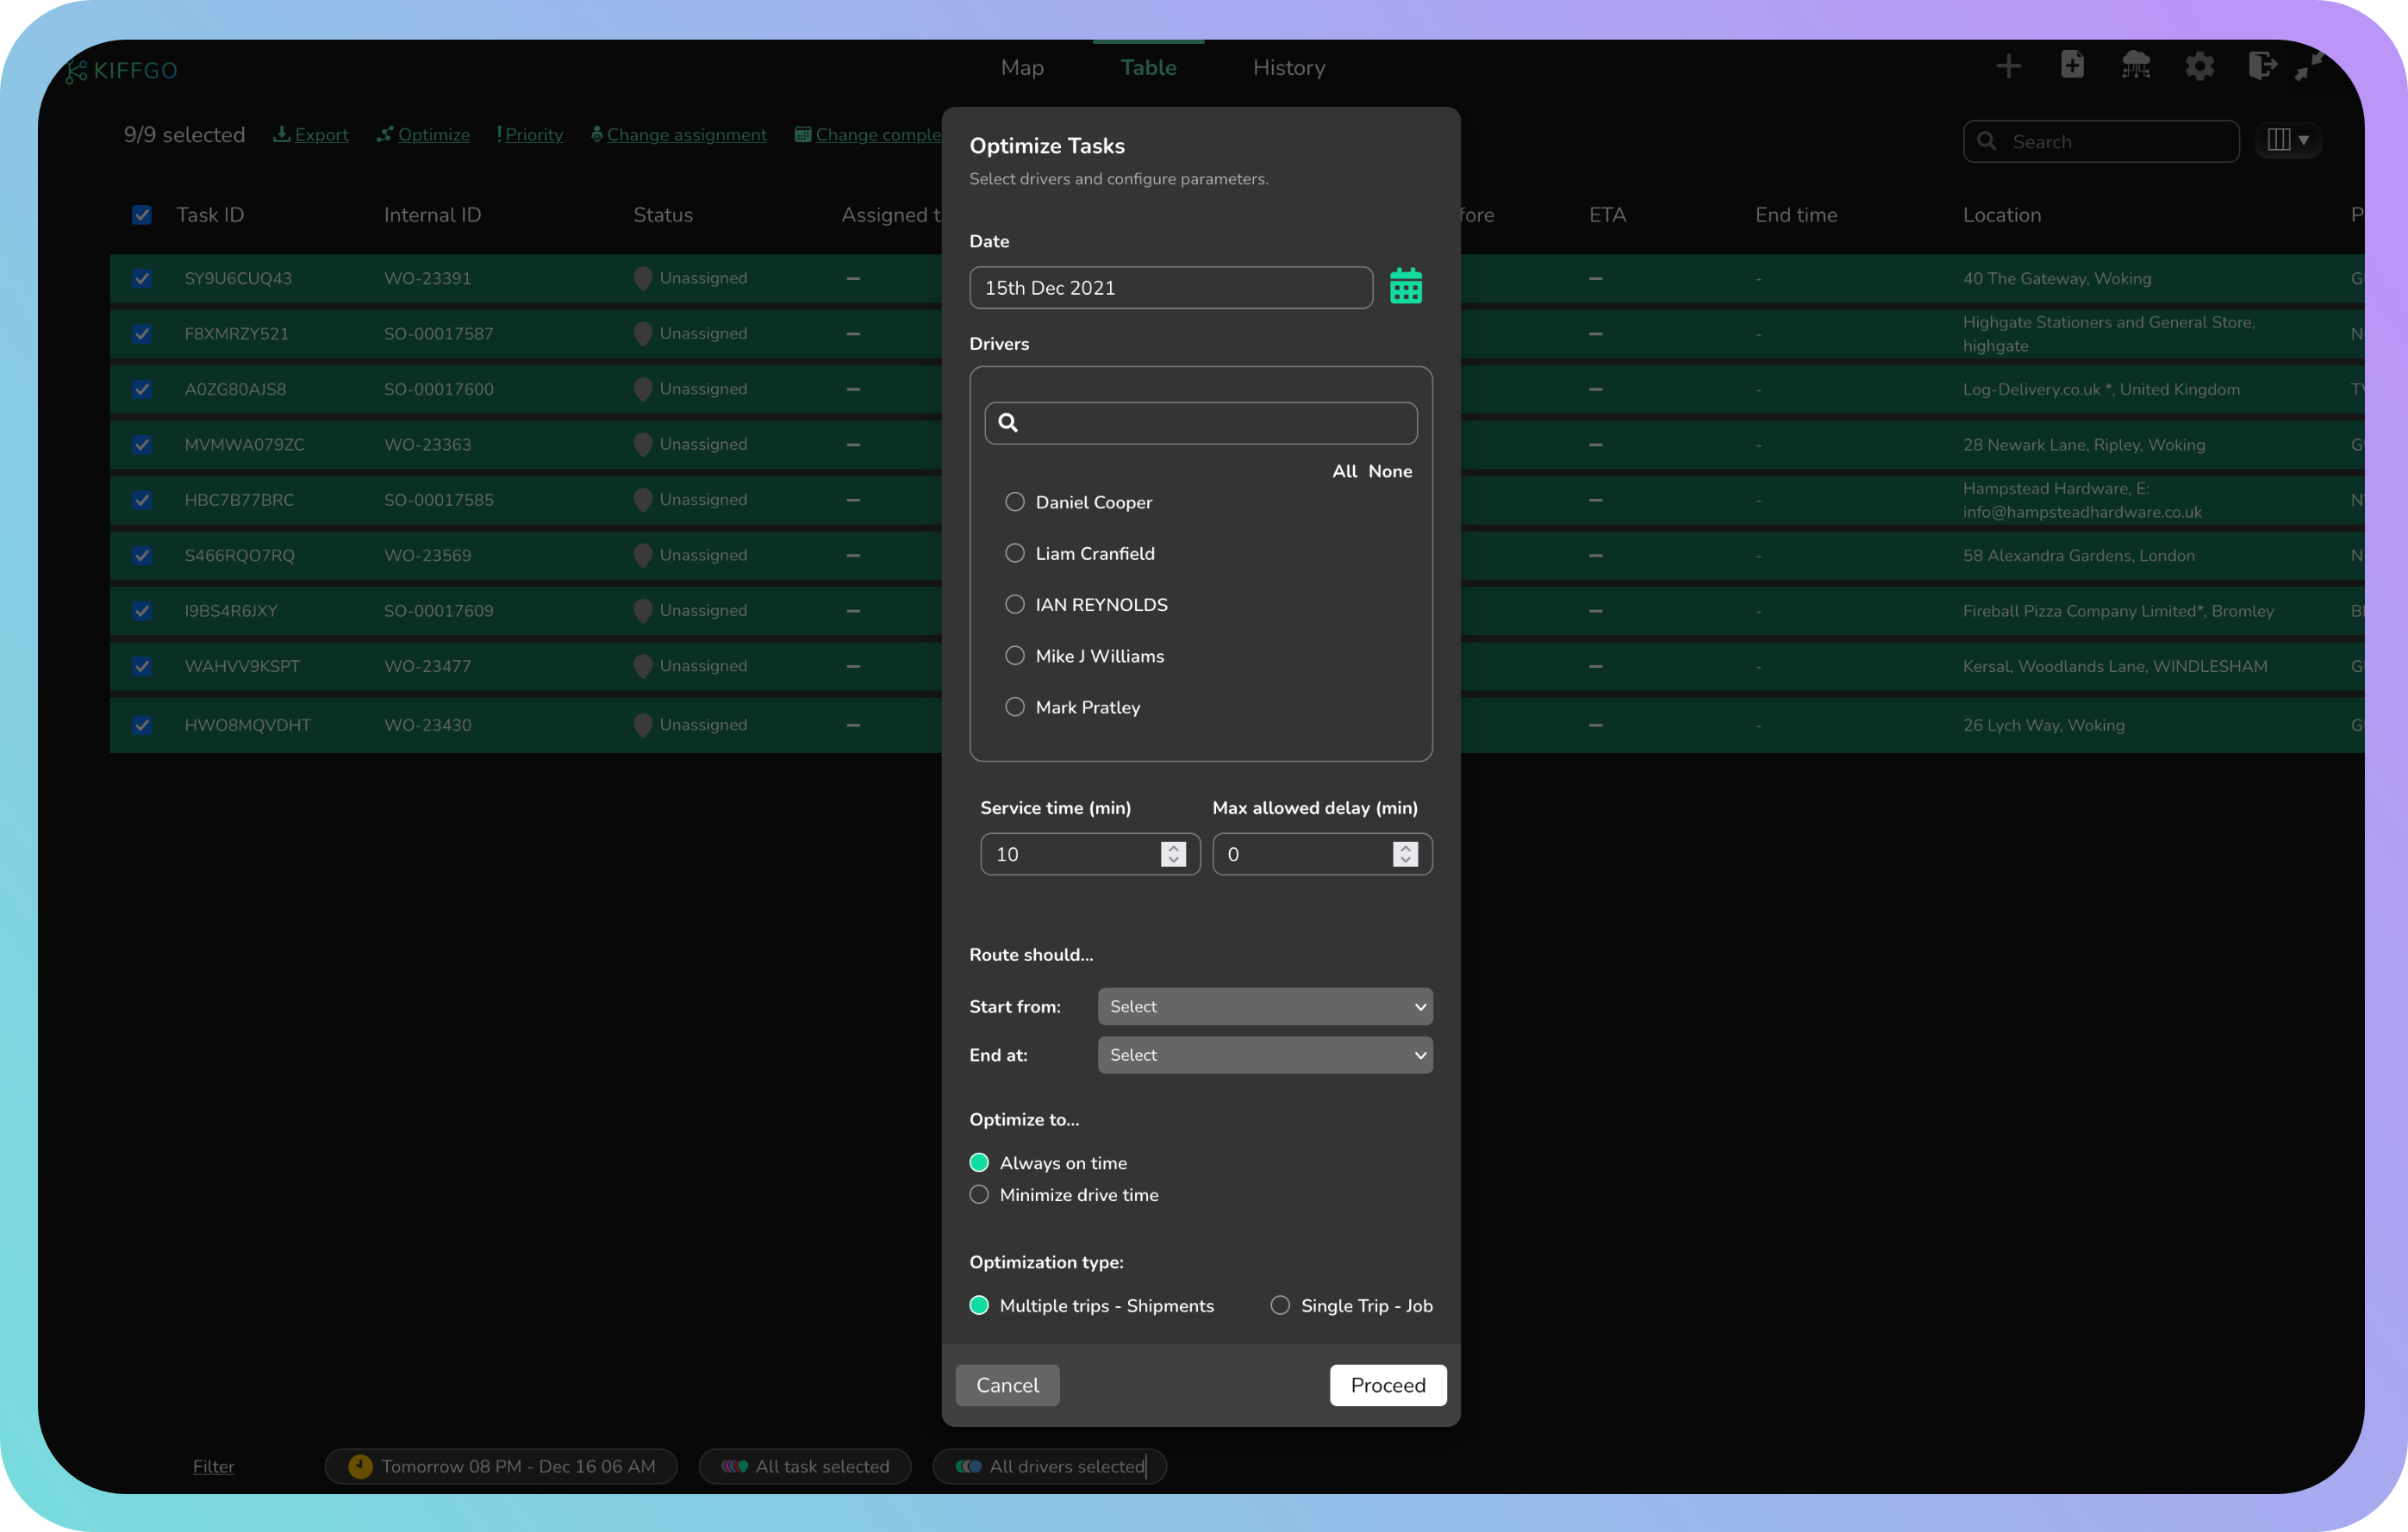 KIFFGO
Map Table History
9/9 selected Export Optimize Priority Change assignment Change comple
Search
Task ID Internal ID Status Assigned t fore ETA End time Location P
SY9U6CUQ43 WO-23391 Unassigned - 40 The Gateway, Woking G
F8XMRZY521 SO-00017587 Unassigned - Highgate Stationers and General Store,
highgate
A0ZG80AJS8 SO-00017600 Unassigned - Log-Delivery.co.uk *, United Kingdom
MVMWA079ZC WO-23363 Unassigned - 28 Newark Lane, Ripley, Woking G
HBC7B77BRC SO-00017585 Unassigned - Hampstead Hardware, E:
info@hampsteadhardware.co.uk
S466RQO7RQ WO-23569 Unassigned - 58 Alexandra Gardens, London N
I9BS4R6JXY SO-00017609 Unassigned - Fireball Pizza Company Limited*, Bromley
WAHVV9KSPT WO-23477 Unassigned - Kersal, Woodlands Lane, WINDLESHAM G
HWO8MQVDHT WO-23430 Unassigned - 26 Lych Way, Woking G
Optimize Tasks
Select drivers and configure parameters.
Date
15th Dec 2021
Drivers
All None
Daniel Cooper
Liam Cranfield
IAN REYNOLDS
Mike J Williams
Mark Pratley
Service time (min) Max allowed delay (min)
10 0
Route should...
Start from: Select
End at: Select
Optimize to...
Always on time
Minimize drive time
Optimization type:
Multiple trips - Shipments Single Trip - Job
Cancel Proceed
Filter Tomorrow 08 PM - Dec 16 06 AM All task selected All drivers selected